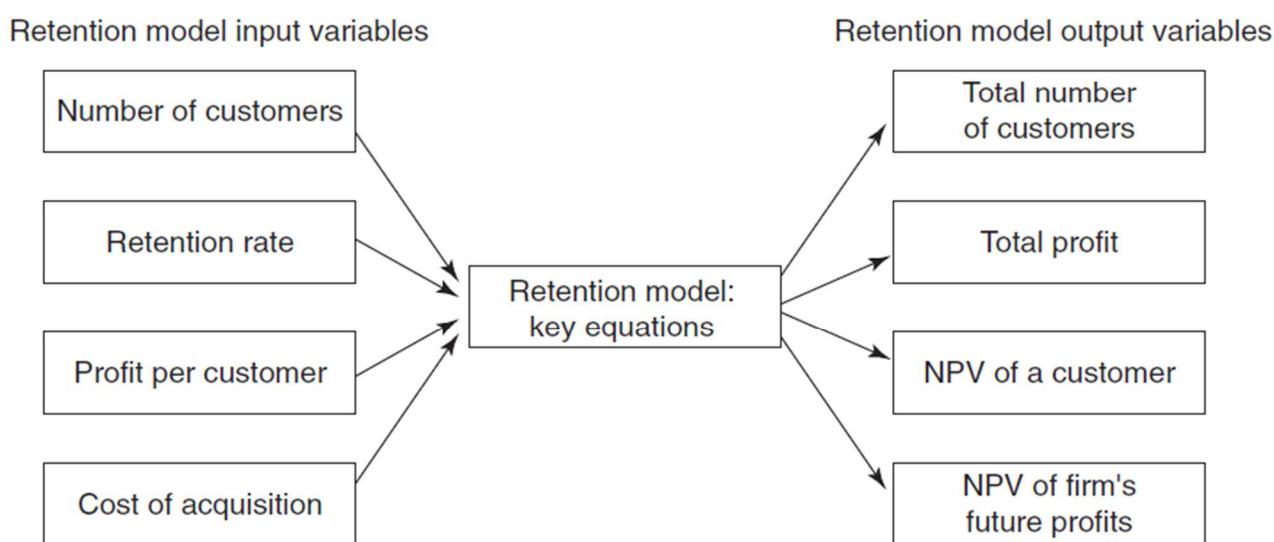 Retention model input variables
Retention model output variables
Number of customers
Retention rate
Profit per customer
Cost of acquisition
Retention model:
key equations
Total number
of customers
Total profit
NPV of a customer
NPV of firm's
future profits